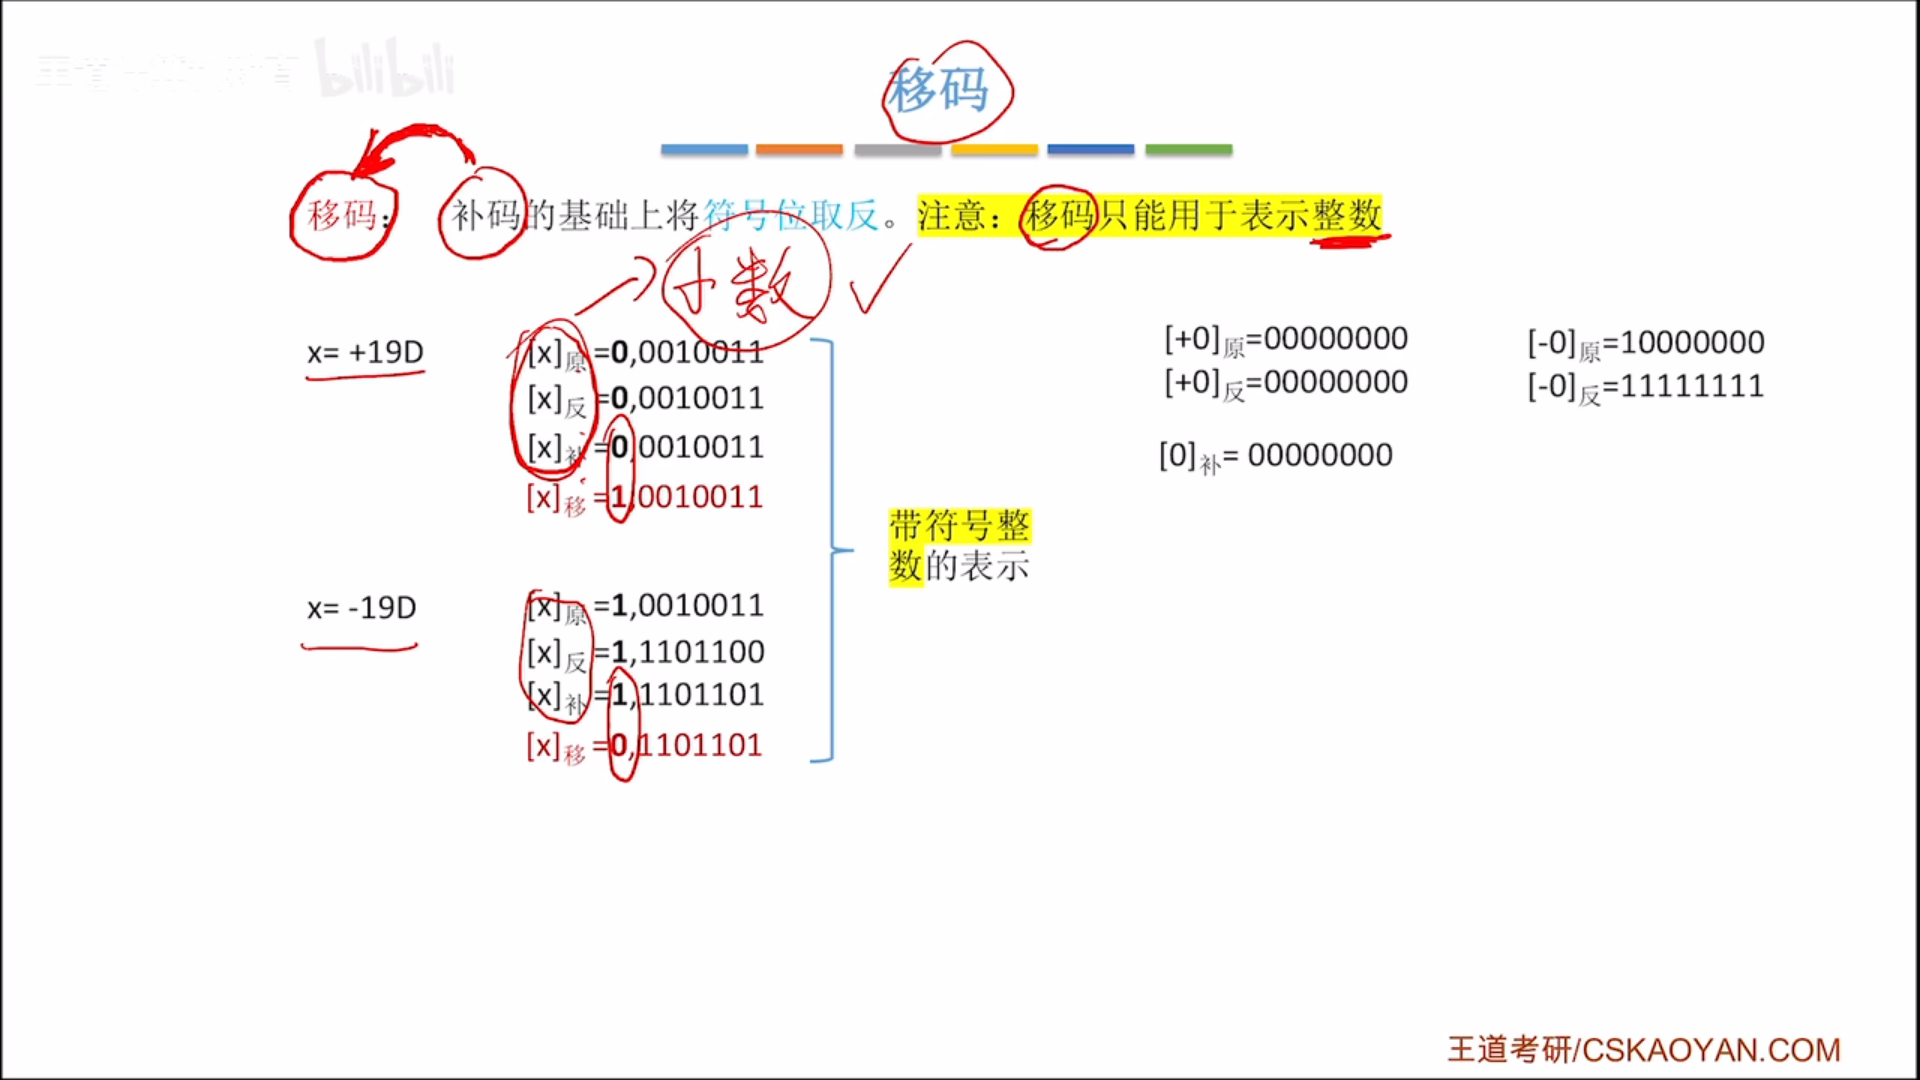 bilibili
移码
移码： 补码的基础上将符号位取反。注意：移码只能用于表示整数
小数
x= +19D
[x]原=0,0010011
[x]反=0,0010011
[x]补=0,0010011
[x]移=1,0010011
x= -19D
[x]原=1,0010011
[x]反=1,1101100
[x]补=1,1101101
[x]移=0,1101101
带符号整
数的表示
[+0]原=00000000
[+0]反=00000000
[0]补= 00000000
[-0]原=10000000
[-0]反=11111111
王道考研/CSKAOYAN.COM